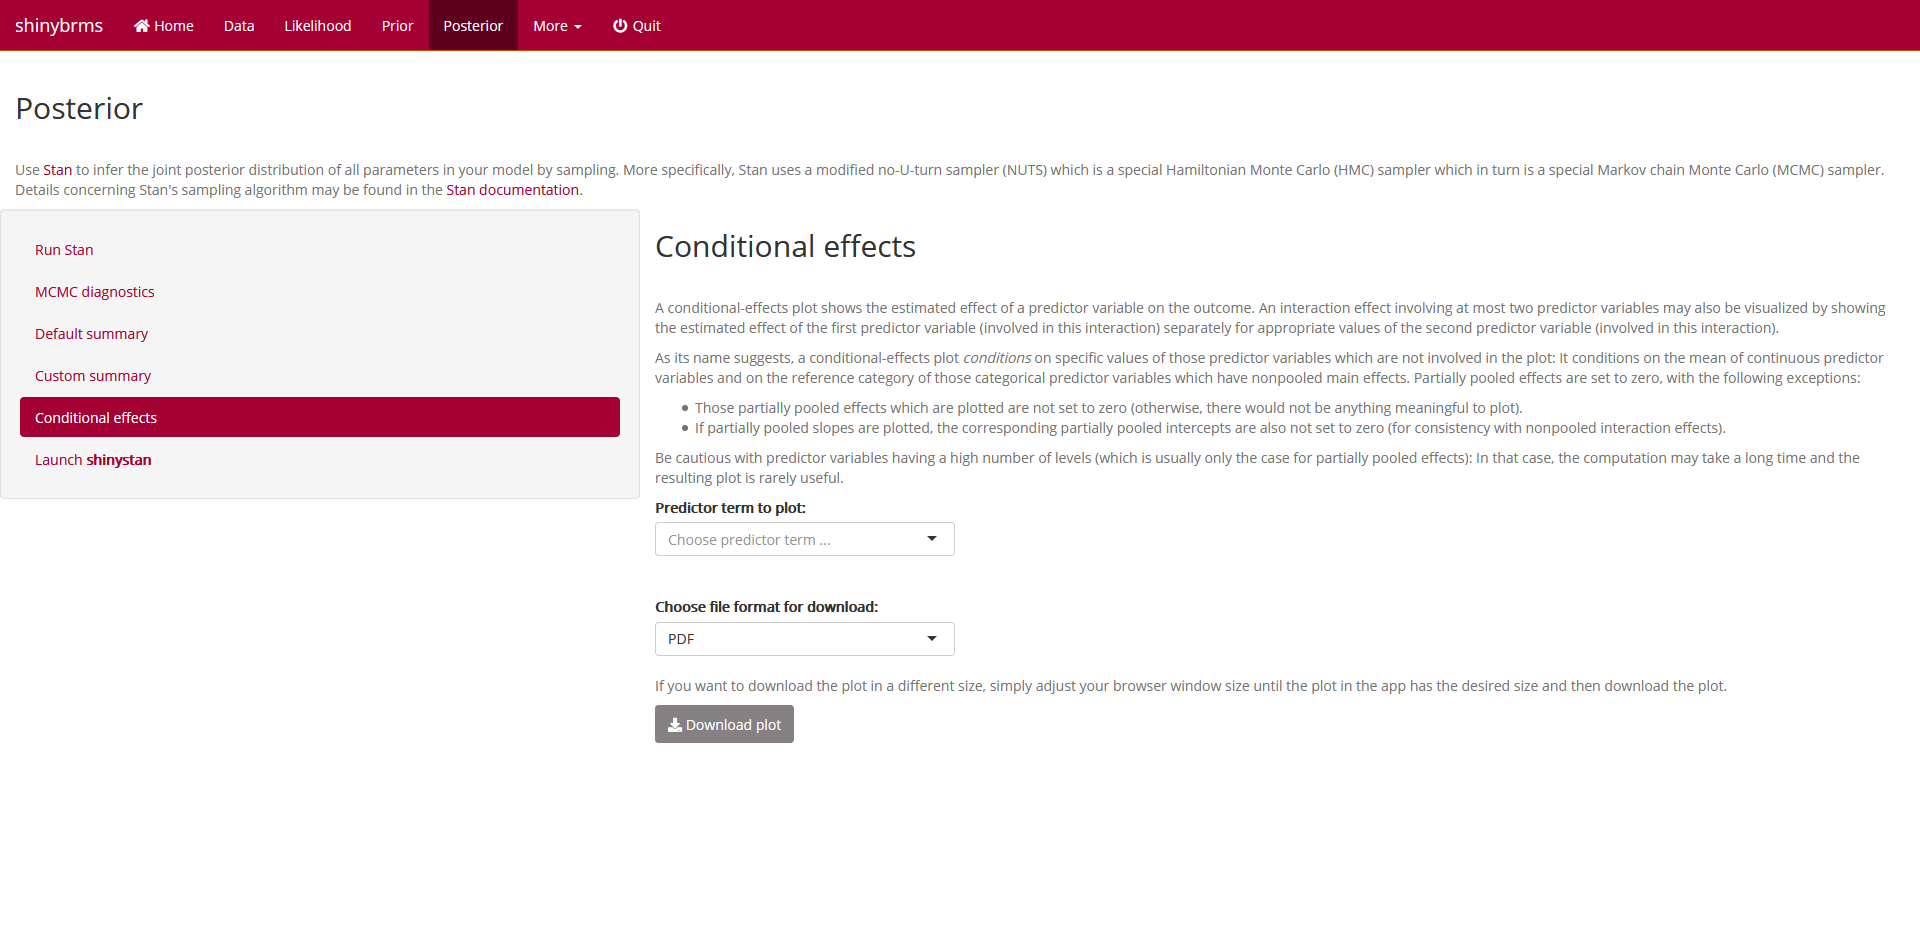 shinybrms Home Data Likelihood Prior Posterior More Quit
Posterior
Use Stan to infer the joint posterior distribution of all parameters in your model by sampling. More specifically, Stan uses a modified no-U-turn sampler (NUTS) which is a special Hamiltonian Monte Carlo (HMC) sampler which in turn is a special Markov chain Monte Carlo (MCMC) sampler.
Details concerning Stan's sampling algorithm may be found in the Stan documentation.
Run Stan
MCMC diagnostics
Default summary
Custom summary
Conditional effects
Launch shinystan
Conditional effects
A conditional-effects plot shows the estimated effect of a predictor variable on the outcome. An interaction effect involving at most two predictor variables may also be visualized by showing
the estimated effect of the first predictor variable (involved in this interaction) separately for appropriate values of the second predictor variable (involved in this interaction).
As its name suggests, a conditional-effects plot conditions on specific values of those predictor variables which are not involved in the plot: It conditions on the mean of continuous predictor
variables and on the reference category of those categorical predictor variables which have nonpooled main effects. Partially pooled effects are set to zero, with the following exceptions:
Those partially pooled effects which are plotted are not set to zero (otherwise, there would not be anything meaningful to plot).
If partially pooled slopes are plotted, the corresponding partially pooled intercepts are also not set to zero (for consistency with nonpooled interaction effects).
Be cautious with predictor variables having a high number of levels (which is usually only the case for partially pooled effects): In that case, the computation may take a long time and the
resulting plot is rarely useful.
Predictor term to plot:
Choose predictor term ...
Choose file format for download:
PDF
If you want to download the plot in a different size, simply adjust your browser window size until the plot in the app has the desired size and then download the plot.
Download plot